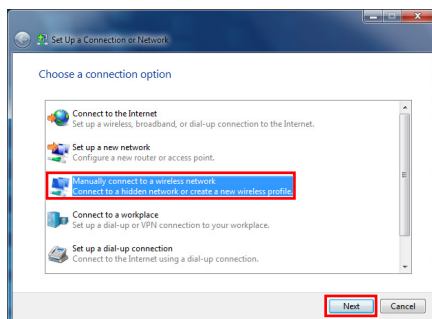 Set Up a Connection or Network
Choose a connection option
Connect to the Internet
Set up a wireless, broadband, or dial-up connection to the Internet.
Set up a new network
Configure a new router or access point.
Manually connect to a wireless network
Connect to a hidden network or create a new wireless profile.
Connect to a workplace
Set up a dial-up or VPN connection to your workplace.
Set up a dial-up connection
Connect to the Internet using a dial-up connection.
Next Cancel